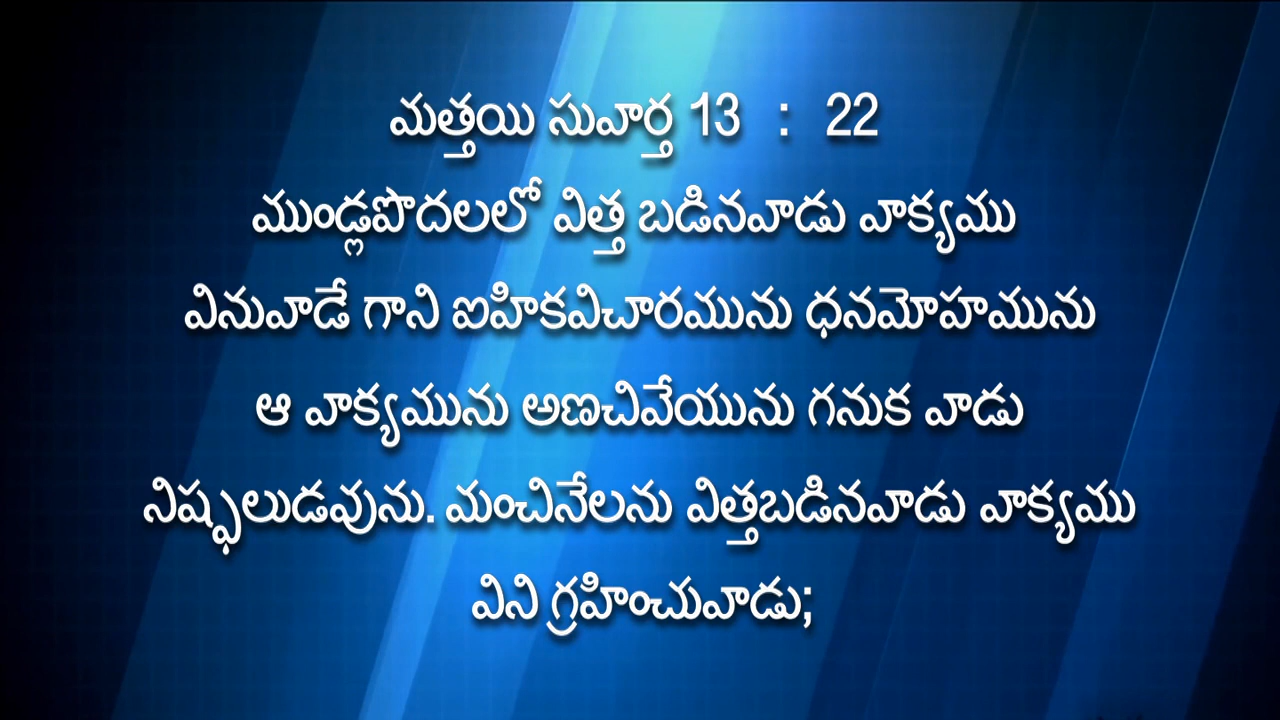 మత్తయి సువార్త 13 : 22
ముండ్లపొదలలో విత్త బడినవాడు వాక్యము
వినువాడే గాని ఐహికవిచారమును ధనమోహమును
ఆ వాక్యమును అణచివేయును గనుక వాడు
నిష్ఫలుడవును. మంచినేలను విత్తబడినవాడు వాక్యము
విని గ్రహించువాడు;